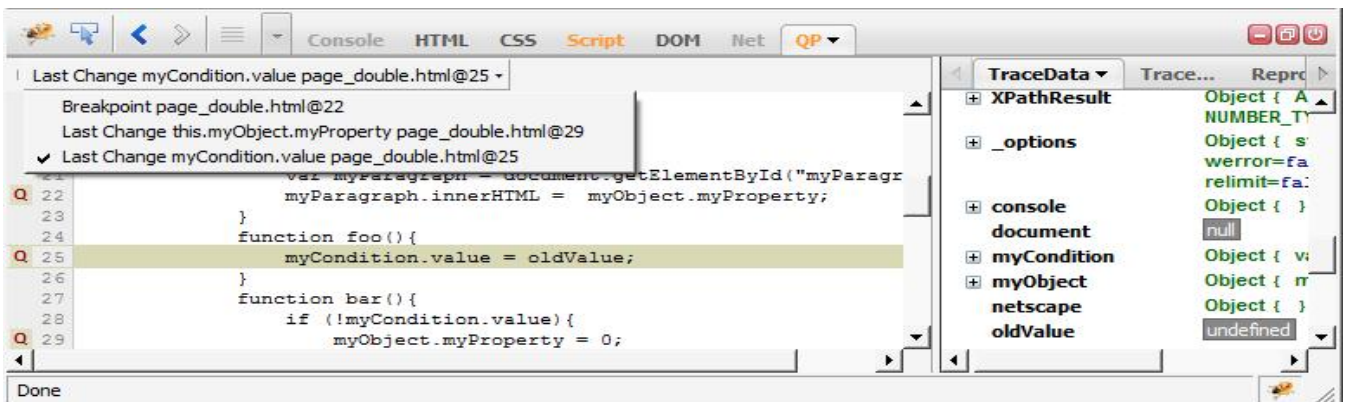 Console HTML CSS Script DOM Net QP
Last Change myCondition.value page_double.html@25
Breakpoint page_double.html@22
Last Change this.myObject.myProperty page_double.html@29
Last Change myCondition.value page_double.html@25
21 var myParagraph = document.getElementById("myParagr
Q 22 myParagraph.innerHTML = myObject.myProperty;
23 }
24 function foo(){
Q 25 myCondition.value = oldValue;
26 }
27 function bar(){
28 if (!myCondition.value){
Q 29 myObject.myProperty = 0;
TraceData Trace... Repro
XPathResult Object { A
NUMBER_TY
_options Object { s
werror=fa
relimit=fal
console Object { }
document null
myCondition Object { va
myObject Object { m
netscape Object { }
oldValue undefined
Done